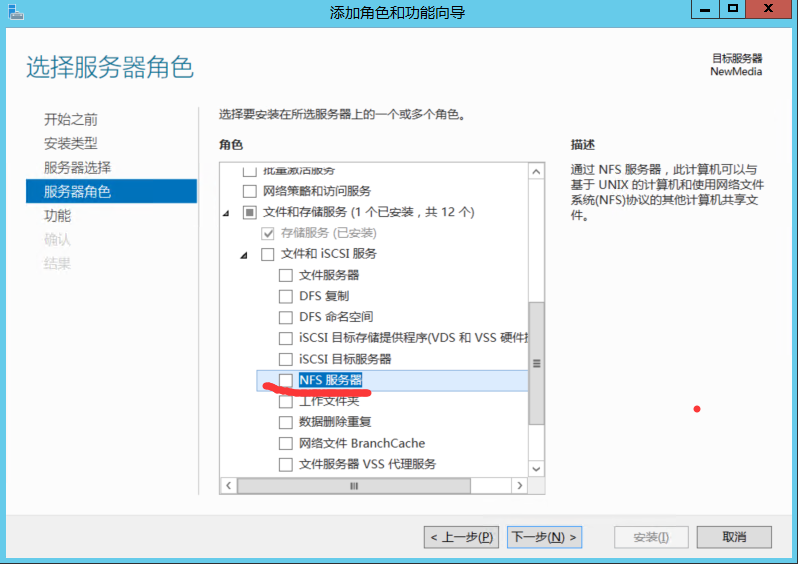 添加角色和功能向导
选择服务器角色
目标服务器
NewMedia
开始之前
安装类型
服务器选择
服务器角色
功能
确认
结果
选择要安装在所选服务器上的一个或多个角色。
角色
批量激活服务
网络策略和访问服务
文件和存储服务 (1 个已安装，共 12 个)
存储服务 (已安装)
文件和 iSCSI 服务
文件服务器
DFS 复制
DFS 命名空间
iSCSI 目标存储提供程序(VDS 和 VSS 硬件
iSCSI 目标服务器
NFS 服务器
工作文件夹
数据删除重复
网络文件 BranchCache
文件服务器 VSS 代理服务
描述
通过 NFS 服务器，此计算机可以与
基于 UNIX 的计算机和使用网络文件
系统(NFS)协议的其他计算机共享文
件。
< 上一步(P)
下一步(N) >
安装(I)
取消